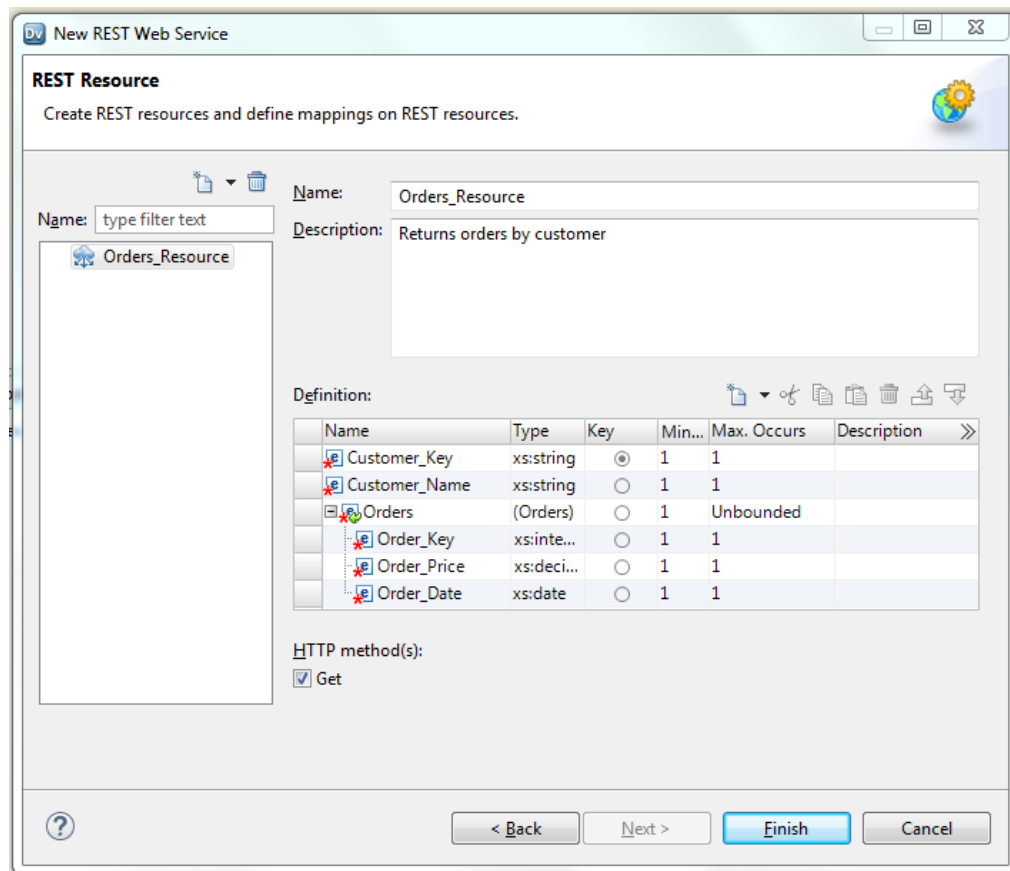 Dv New REST Web Service
REST Resource
Create REST resources and define mappings on REST resources.
Name: type filter text
Orders_Resource
Name: Orders_Resource
Description: Returns orders by customer
Definition:
Name Type Key Min... Max. Occurs Description »
e Customer_Key xs:string 1 1
e Customer_Name xs:string 1 1
e Orders (Orders) 1 Unbounded
e Order_Key xs:inte... 1 1
e Order_Price xs:deci... 1 1
e Order_Date xs:date 1 1
HTTP method(s):
Get
? < Back Next > Finish Cancel